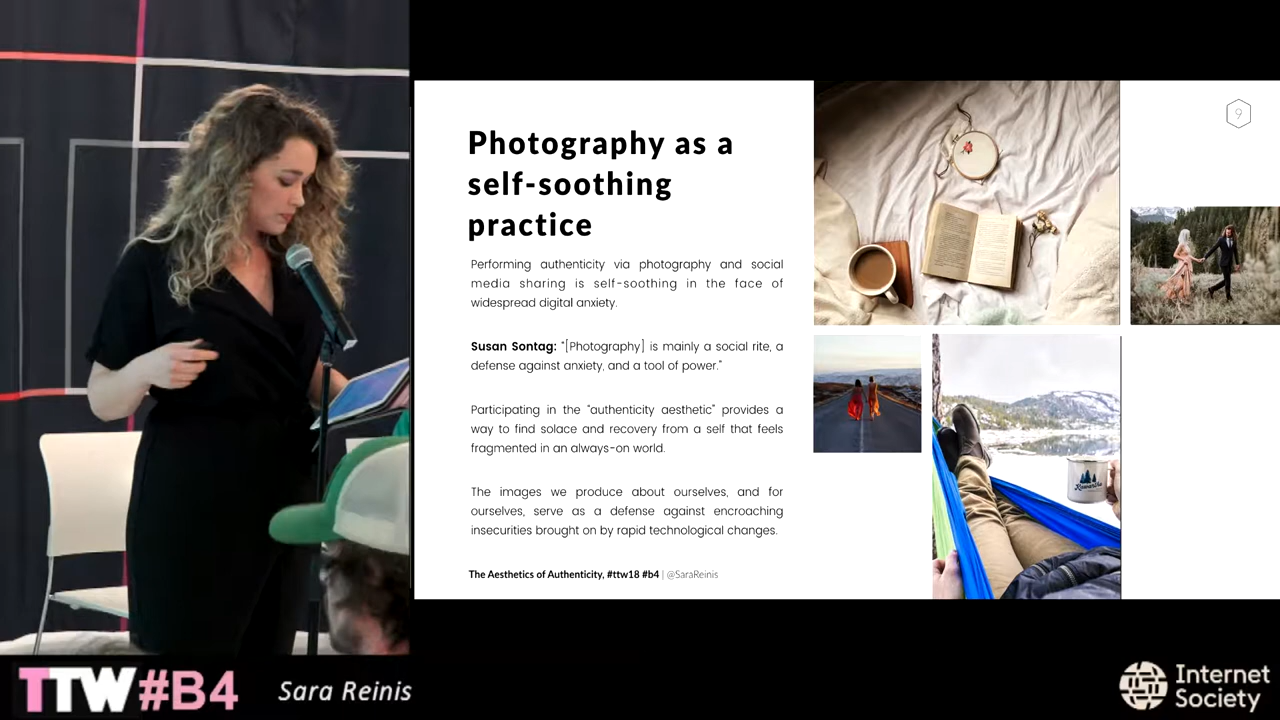 Photography as a
self-soothing
practice
9
Performing authenticity via photography and social
media sharing is self-soothing in the face of
widespread digital anxiety.
Susan Sontag: "[Photography] is mainly a social rite, a
defense against anxiety, and a tool of power."
Participating in the "authenticity aesthetic" provides a
way to find solace and recovery from a self that feels
fragmented in an always-on world.
The images we produce about ourselves, and for
ourselves, serve as a defense against encroaching
insecurities brought on by rapid technological changes.
The Aesthetics of Authenticity, #ttw18 #b4 | @SaraReinis
TTW#B4
Sara Reinis
Internet
Society